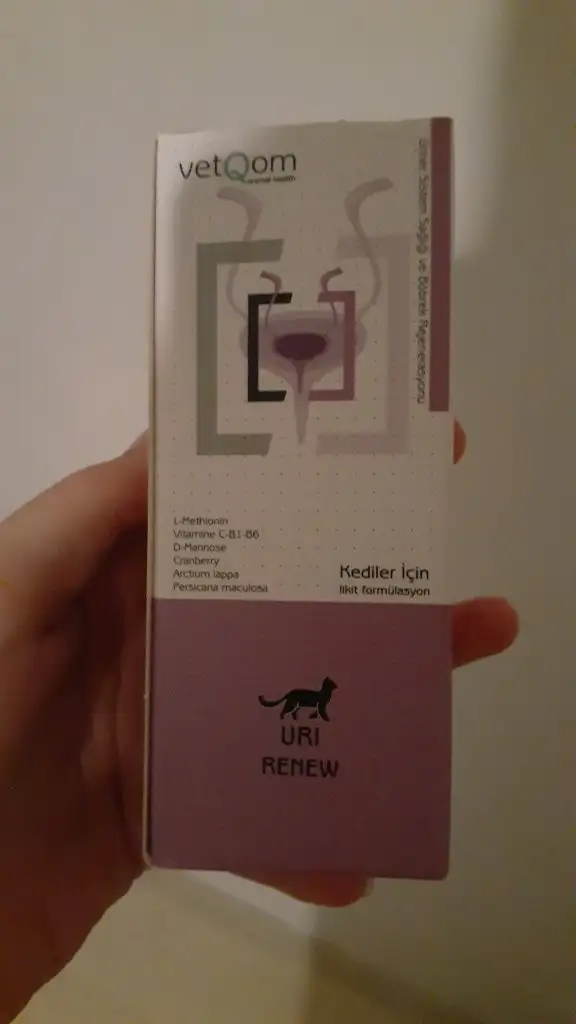 vetQom
animal health
Üriner Sistem Sağlığı ve Böbrek Rejenerasyonu
L-Methionin
Vitamine C-B1-B6
D-Mannose
Cranberry
Arctium lappa
Persicaria maculosa
Kediler İçin
likit formülasyon
URI
RENEW